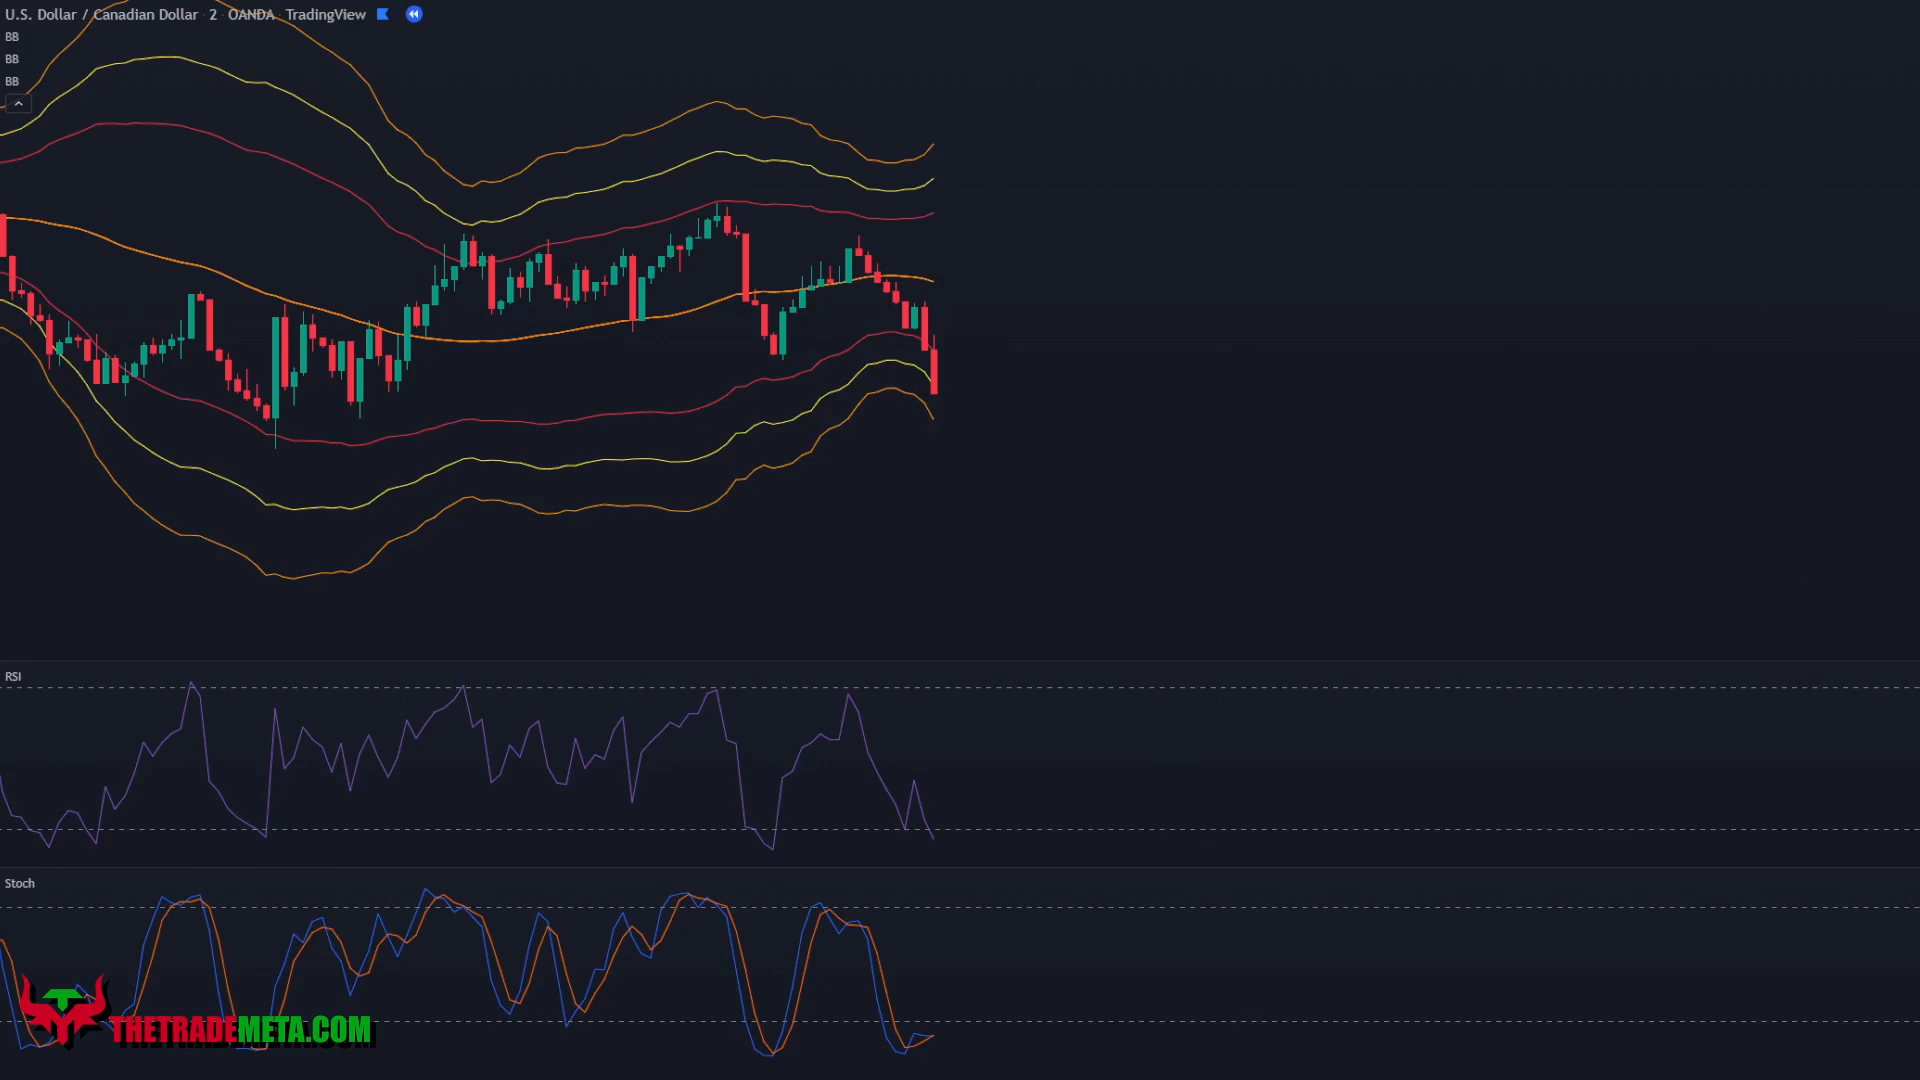 U.S. Dollar / Canadian Dollar · 2 · OANDA · TradingView
BB
BB
BB
RSI
Stoch
THETRADEMETA.COM